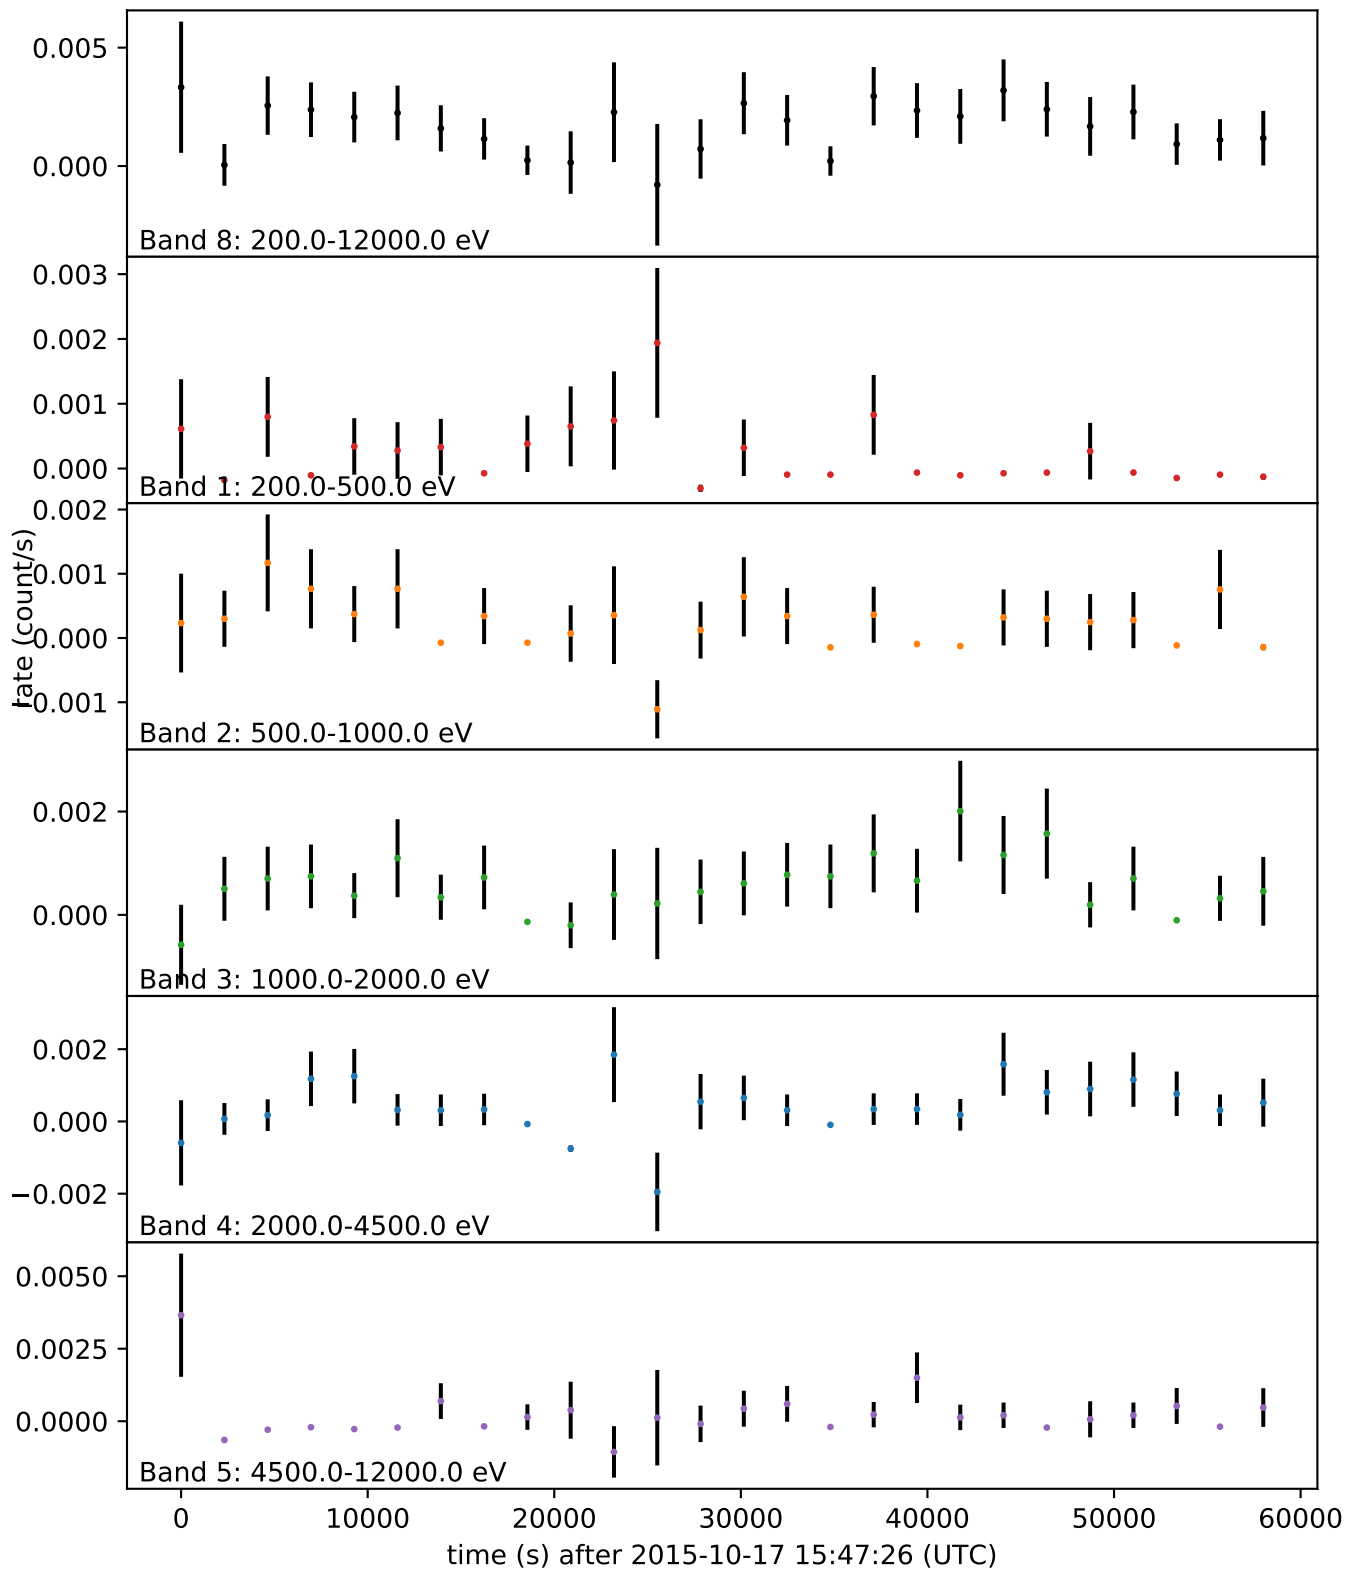 0.005
0.000
Band 8: 200.0-12000.0 eV
0.003
0.002
0.001
0.000
Band 1: 200.0-500.0 eV
0.002
0.001
0.000
−0.001
rate (count/s)
Band 2: 500.0-1000.0 eV
0.002
0.000
Band 3: 1000.0-2000.0 eV
0.002
0.000
−0.002
Band 4: 2000.0-4500.0 eV
0.0050
0.0025
0.0000
Band 5: 4500.0-12000.0 eV
0 10000 20000 30000 40000 50000 60000
time (s) after 2015-10-17 15:47:26 (UTC)